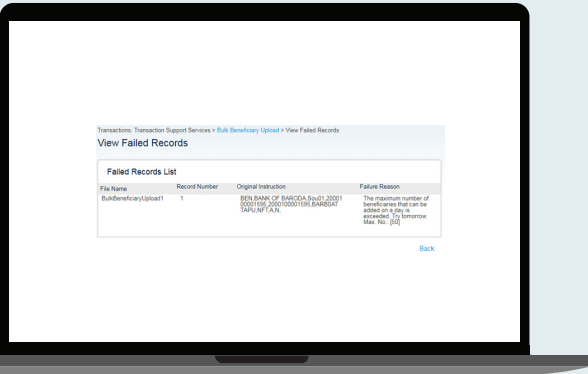 Transactions: Transaction Support Services > Bulk Beneficiary Upload > View Failed Records
View Failed Records
Failed Records List
File Name Record Number Original Instruction Failure Reason
BulkBeneficiaryUpload1 1 BEN,BANK OF BARODA,Sou01,20001 The maximum number of
00001595,2000100001595,BARB0AT beneficiaries that can be
TAPU,NFT,A,N, added on a day is
exceeded. Try tomorrow.
Max. No.: [50]
Back